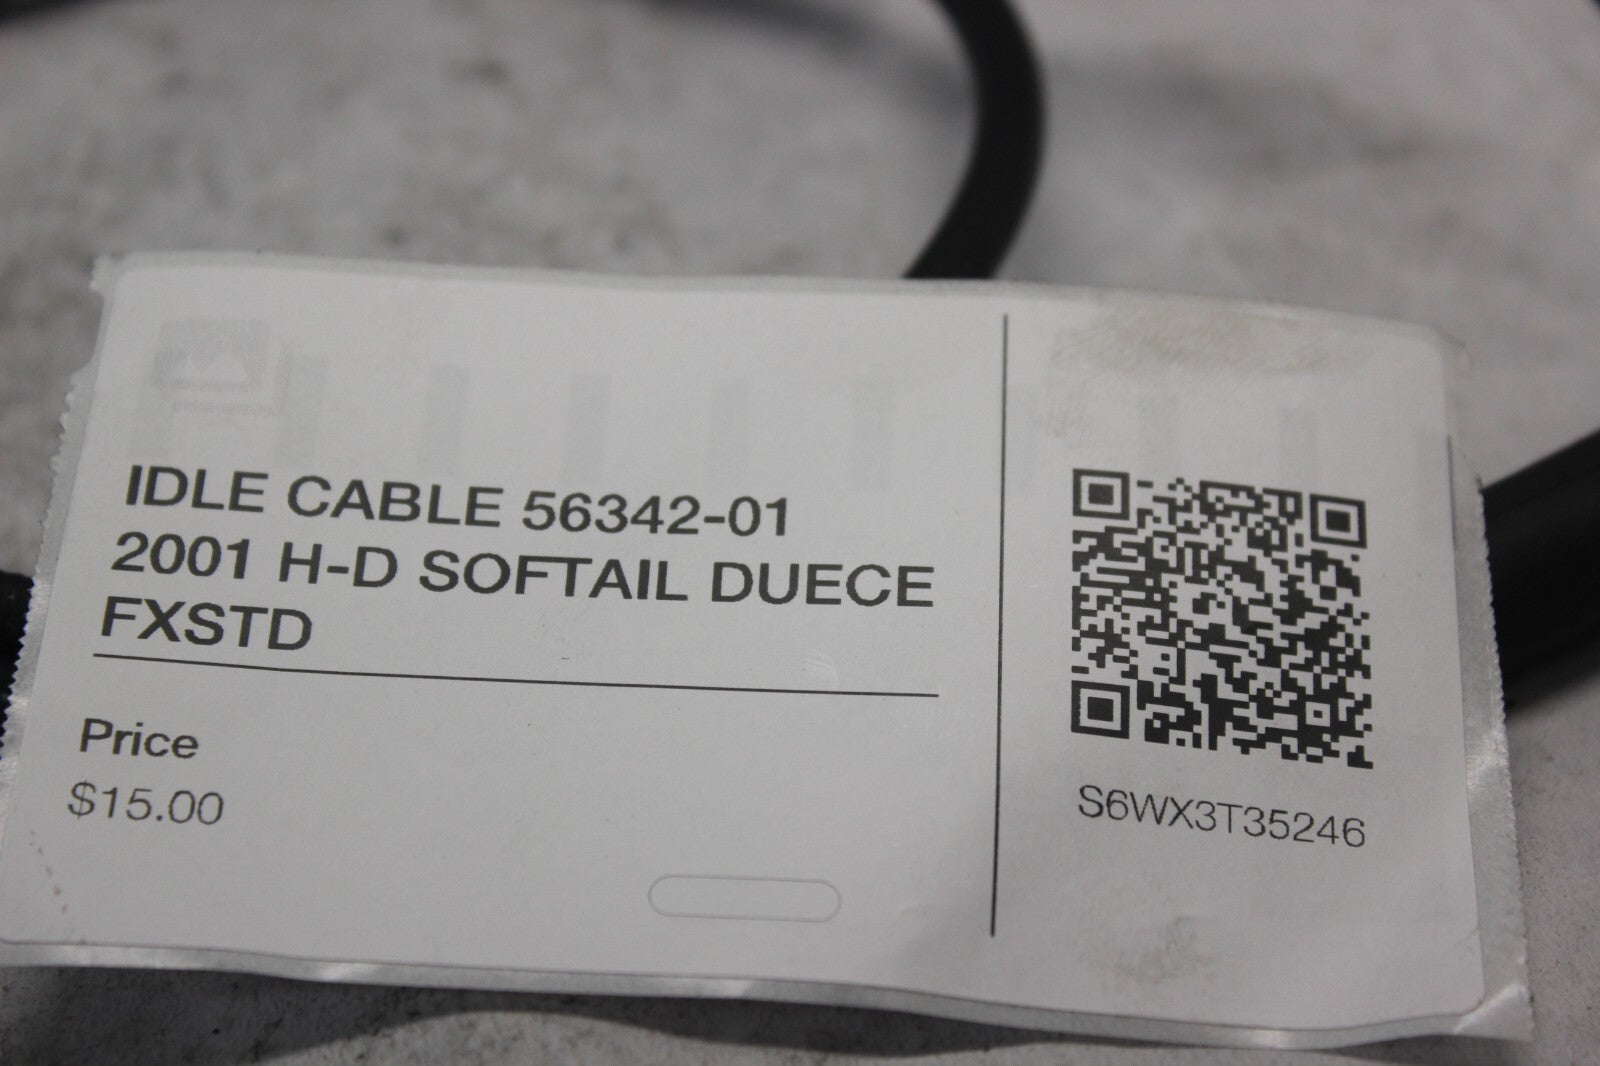 IDLE CABLE 56342-01
2001 H-D SOFTAIL DUECE
FXSTD
Price
$15.00
S6WX3T35246